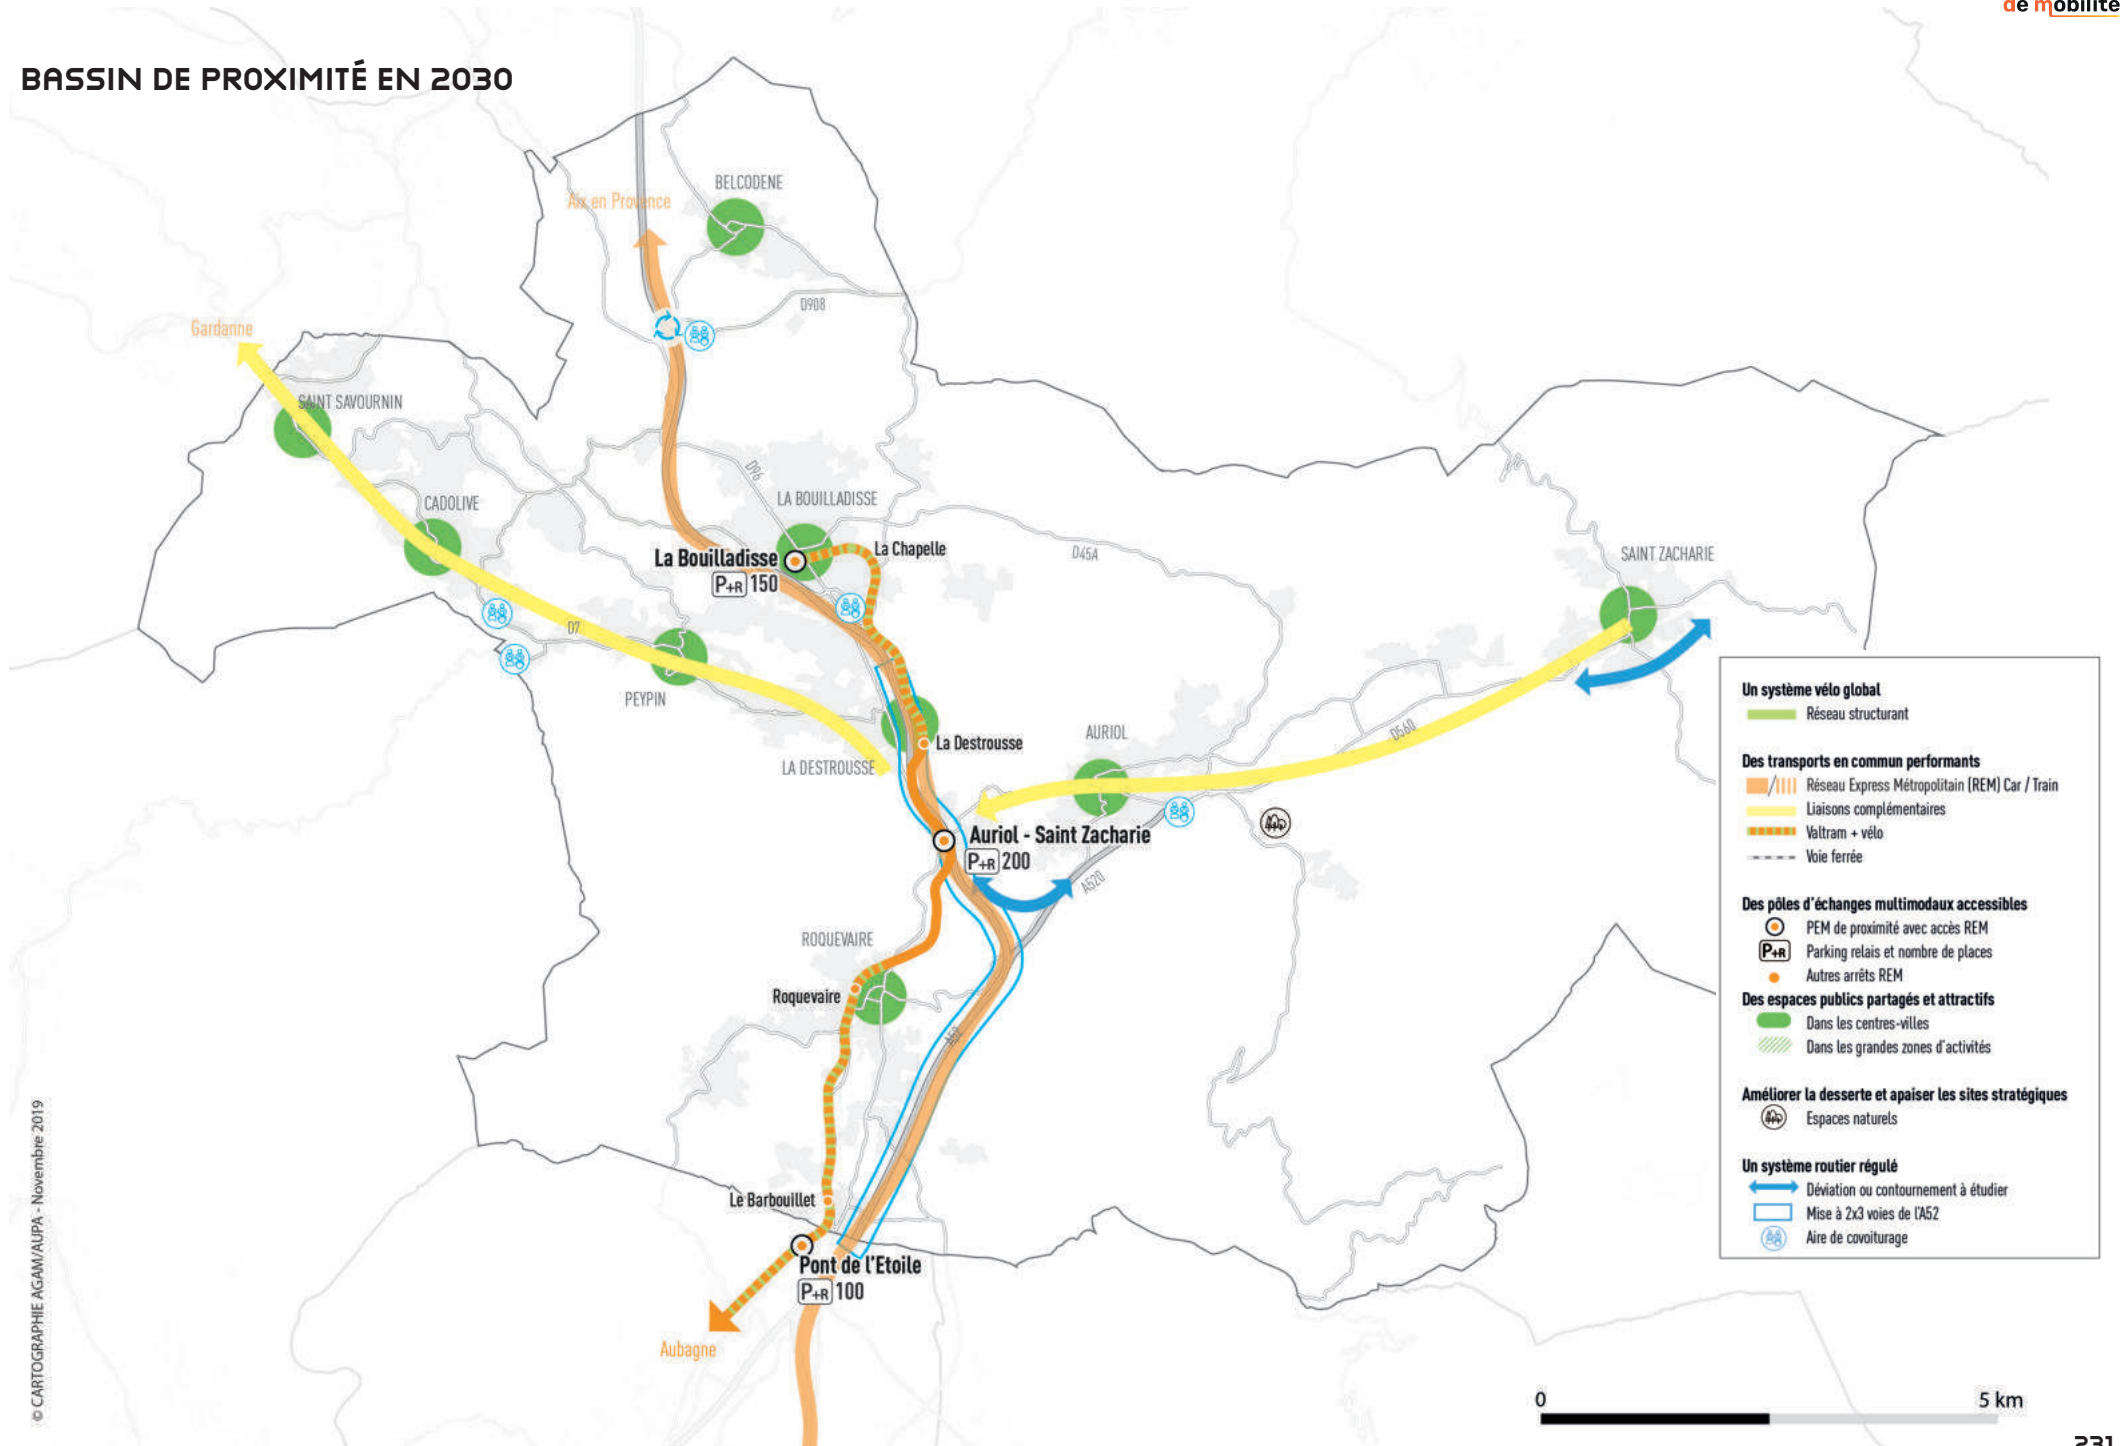 de mobilité
BASSIN DE PROXIMITÉ EN 2030
BELCODENE
Aix en Provence
D908
Gardanne
SAINT SAVOURNIN
D96
LA BOUILLADISSE
CADOLIVE
La Bouilladisse
P+R 150
La Chapelle
D45A
SAINT ZACHARIE
D7
PEYPIN
La Destrousse
LA DESTROUSSE
AURIOL
D560
Auriol - Saint Zacharie
P+R 200
A520
ROQUEVAIRE
Roquevaire
A52
Le Barbouillet
Pont de l'Etoile
P+R 100
Aubagne
Un système vélo global
Réseau structurant
Des transports en commun performants
Réseau Express Métropolitain (REM) Car / Train
Liaisons complémentaires
Valtram + vélo
Voie ferrée
Des pôles d'échanges multimodaux accessibles
PEM de proximité avec accès REM
P+R Parking relais et nombre de places
Autres arrêts REM
Des espaces publics partagés et attractifs
Dans les centres-villes
Dans les grandes zones d'activités
Améliorer la desserte et apaiser les sites stratégiques
Espaces naturels
Un système routier régulé
Déviation ou contournement à étudier
Mise à 2x3 voies de l'A52
Aire de covoiturage
0 5 km
© CARTOGRAPHIE AGAM/AUPA - Novembre 2019
231